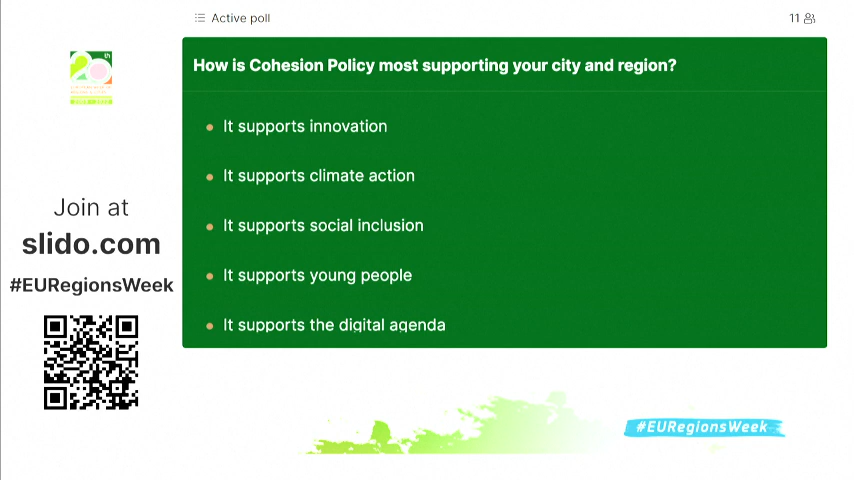 Active poll
11
th
20
Join at
slido.com
#EURegionsWeek
How is Cohesion Policy most supporting your city and region?
It supports innovation
It supports climate action
It supports social inclusion
It supports young people
It supports the digital agenda
#EURegionsWeek